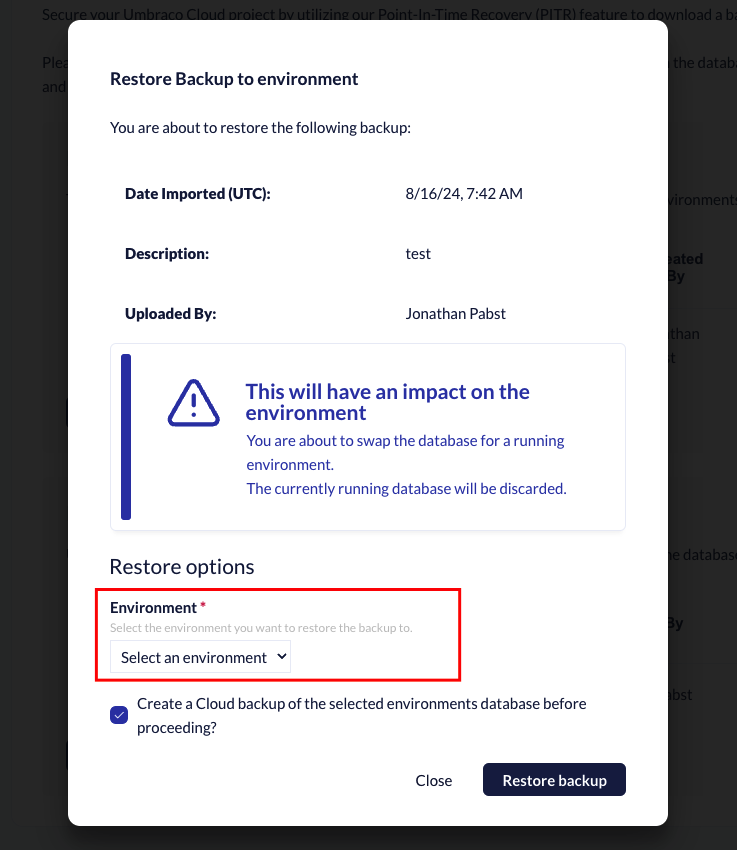 Secure your Umbraco Cloud project by utilizing our Point-In-Time Recovery (PITR) feature to download a ba
Plea
the datab
and
Restore Backup to environment
You are about to restore the following backup:
Date Imported (UTC): 8/16/24, 7:42 AM
vironments
Description: test
eated
By
Uploaded By: Jonathan Pabst
than
st
This will have an impact on the
environment
You are about to swap the database for a running
environment.
The currently running database will be discarded.
e database
Restore options
Environment *
By
Select the environment you want to restore the backup to.
Select an environment
abst
Create a Cloud backup of the selected environments database before
proceeding?
Close Restore backup